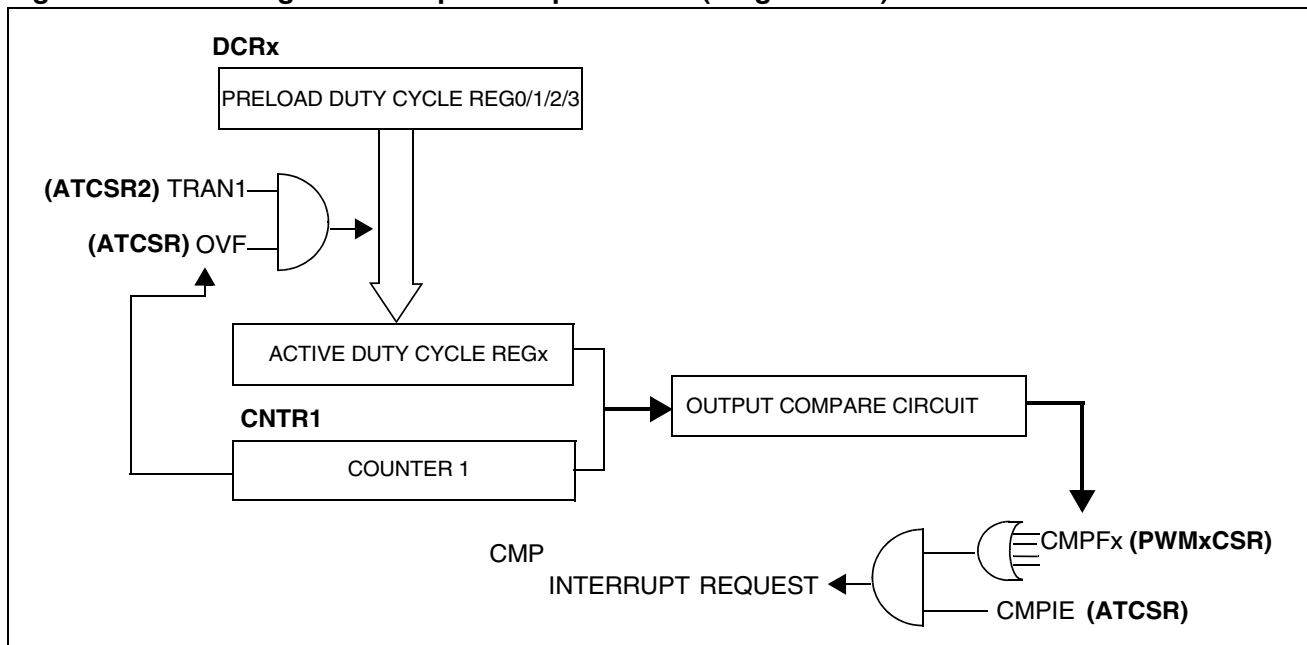 DCRx
PRELOAD DUTY CYCLE REG0/1/2/3
(ATCSR2) TRAN1
(ATCSR) OVF
ACTIVE DUTY CYCLE REGx
CNTR1
OUTPUT COMPARE CIRCUIT
COUNTER 1
CMPFx (PWMxCSR)
CMP
INTERRUPT REQUEST
CMPIE (ATCSR)